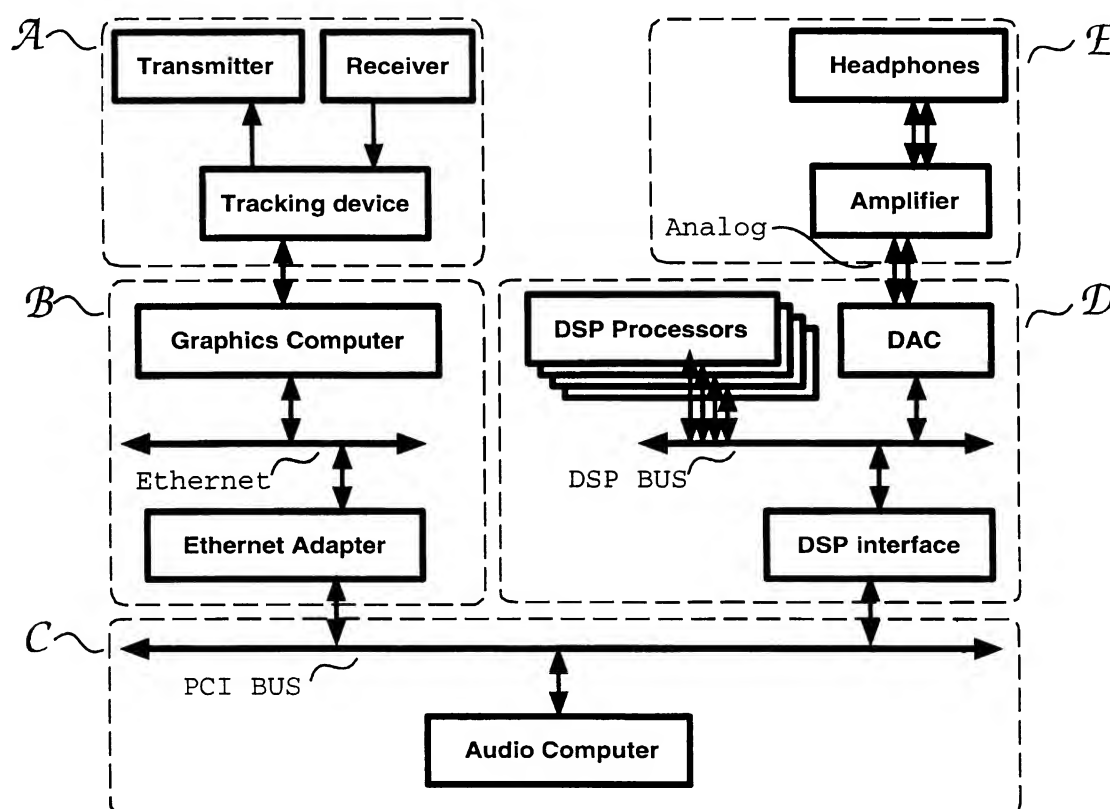 A
Transmitter
Receiver
Tracking device
E
Headphones
Amplifier
Analog
B
Graphics Computer
Ethernet
Ethernet Adapter
D
DSP Processors
DAC
DSP BUS
DSP interface
C
PCI BUS
Audio Computer